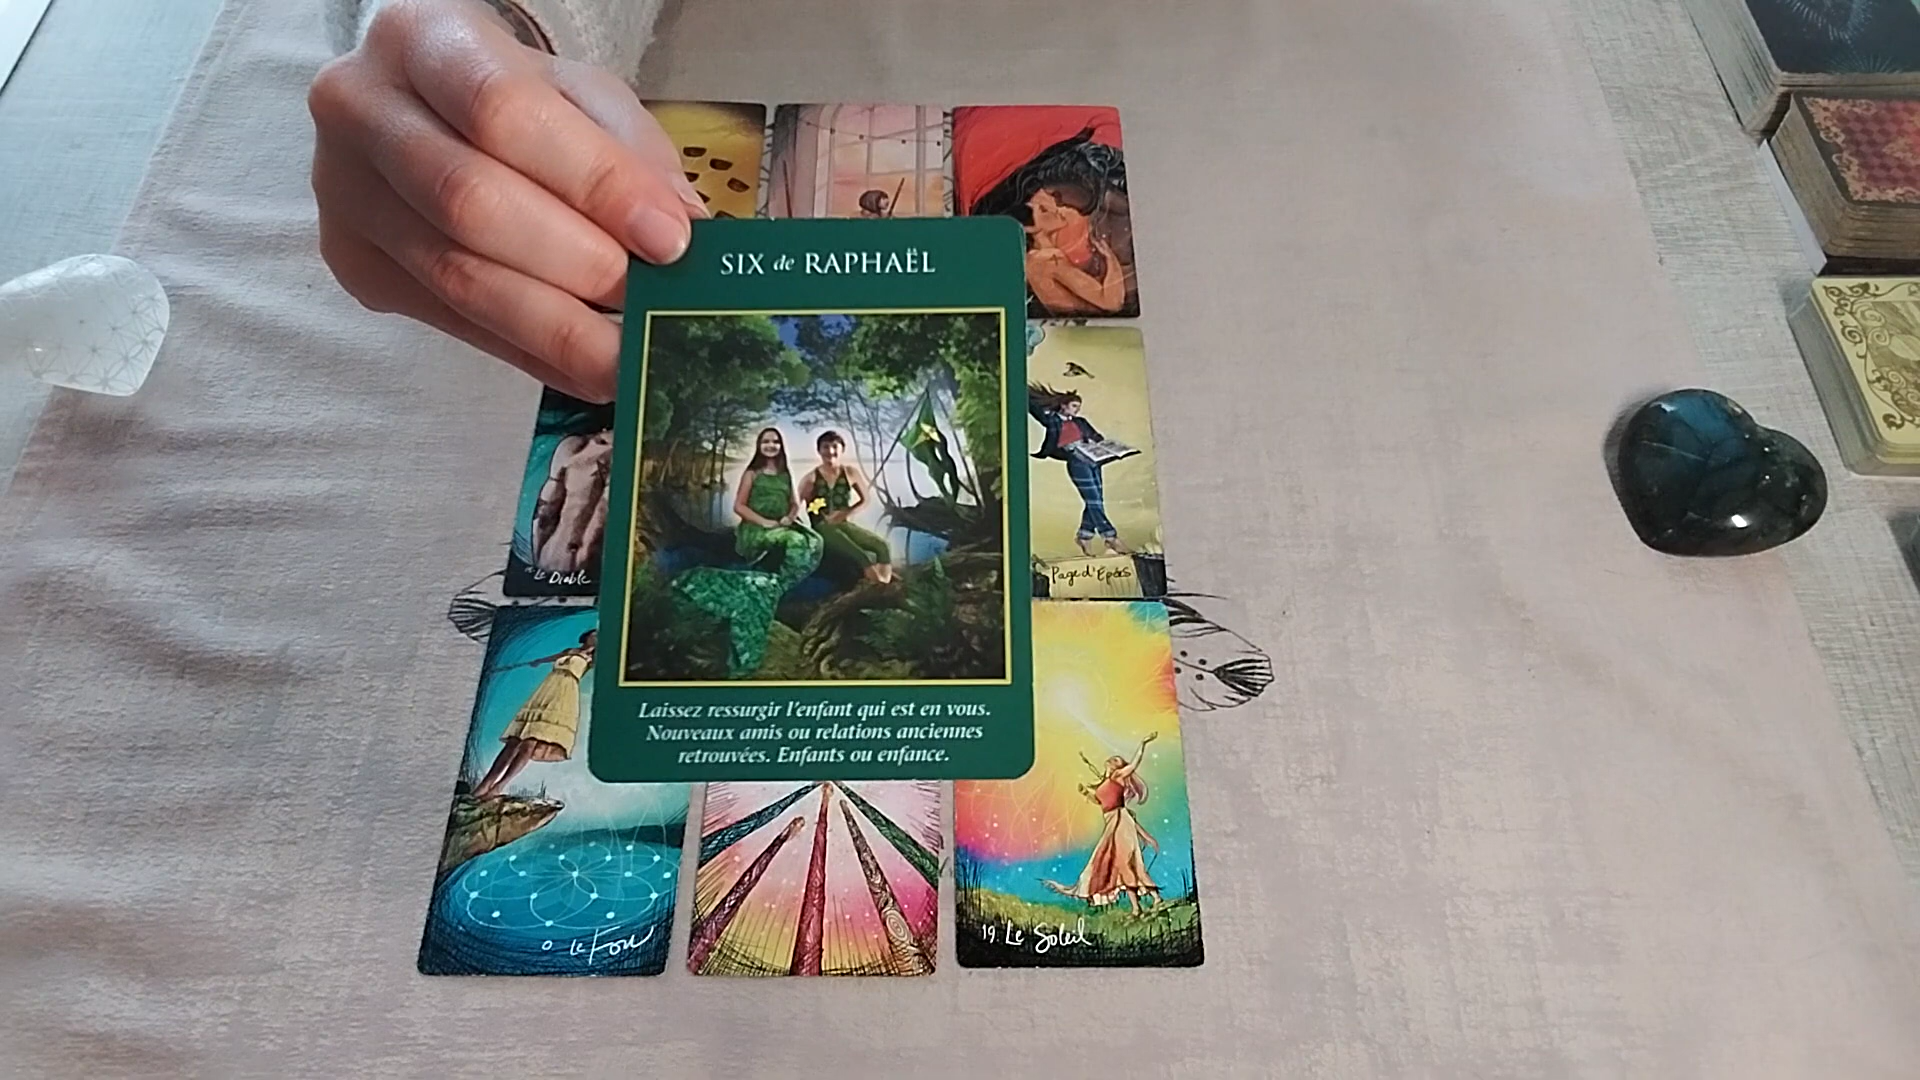 SIX de RAPHAËL
Laissez ressurgir l'enfant qui est en vous.
Nouveaux amis ou relations anciennes
retrouvées. Enfants ou enfance.
Le Diable
Page d'Épées
0 Le Fou
19. Le Soleil